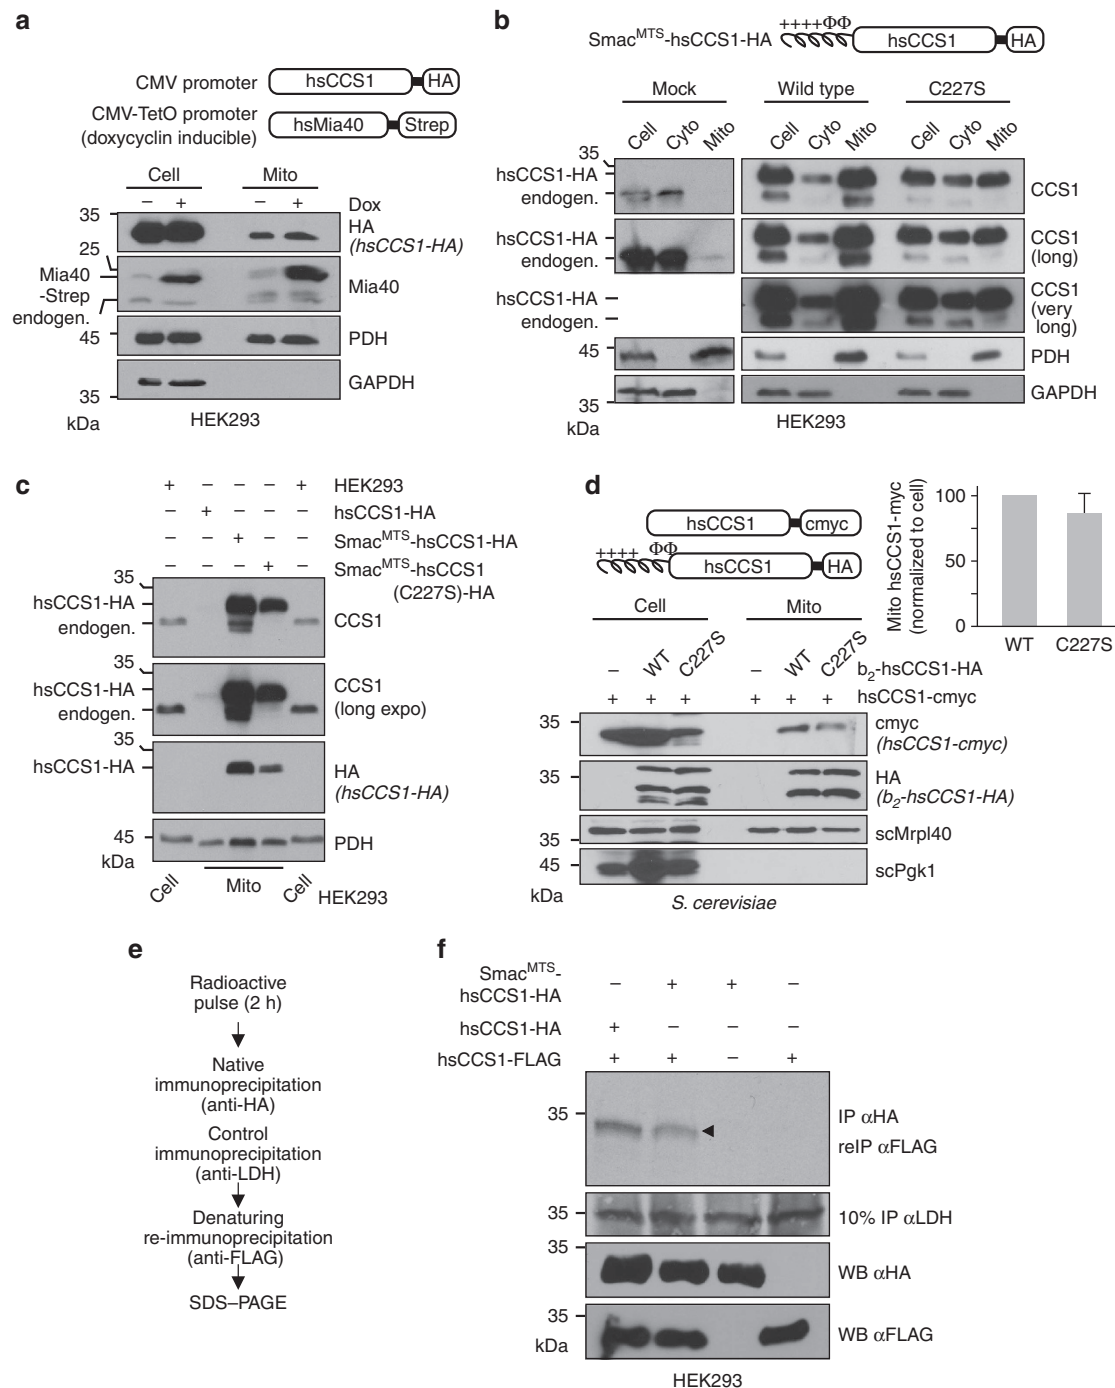 a
CMV promoter
hsCCS1
HA
CMV-TetO promoter
(doxycyclin inducible)
hsMia40
Strep
Cell
Mito
– + – + Dox
35
HA
(hsCCS1-HA)
25
Mia40
-Strep
endogen.
Mia40
45
PDH
GAPDH
35
kDa
HEK293
b
Smac^MTS-hsCCS1-HA
++++ΦΦ
hsCCS1
HA
Mock
Wild type
C227S
Cell Cyto Mito Cell Cyto Mito Cell Cyto Mito
35
hsCCS1-HA
endogen.
CCS1
hsCCS1-HA
endogen.
CCS1
(long)
hsCCS1-HA
endogen.
CCS1
(very
long)
45
PDH
GAPDH
35
kDa
HEK293
c
+ – – – + HEK293
– + – – – hsCCS1-HA
– – + – – Smac^MTS-hsCCS1-HA
– – – + – Smac^MTS-hsCCS1
(C227S)-HA
35
hsCCS1-HA
endogen.
CCS1
35
hsCCS1-HA
endogen.
CCS1
(long expo)
35
hsCCS1-HA
HA
(hsCCS1-HA)
45
PDH
kDa
Cell
Mito
Cell
HEK293
d
hsCCS1
cmyc
++++ ΦΦ
hsCCS1
HA
Mito hsCCS1-myc
(normalized to cell)
100
50
0
WT
C227S
Cell
Mito
– WT C227S – WT C227S b2-hsCCS1-HA
+ + + + + + hsCCS1-cmyc
35
cmyc
(hsCCS1-cmyc)
35
HA
(b2-hsCCS1-HA)
35
scMrpl40
45
scPgk1
kDa
S. cerevisiae
e
Radioactive
pulse (2 h)
Native
immunoprecipitation
(anti-HA)
Control
immunoprecipitation
(anti-LDH)
Denaturing
re-immunoprecipitation
(anti-FLAG)
SDS–PAGE
f
Smac^MTS-
hsCCS1-HA
– + + –
hsCCS1-HA + – – –
hsCCS1-FLAG + + – +
35
IP αHA
reIP αFLAG
35
10% IP αLDH
35
WB αHA
35
kDa
WB αFLAG
HEK293